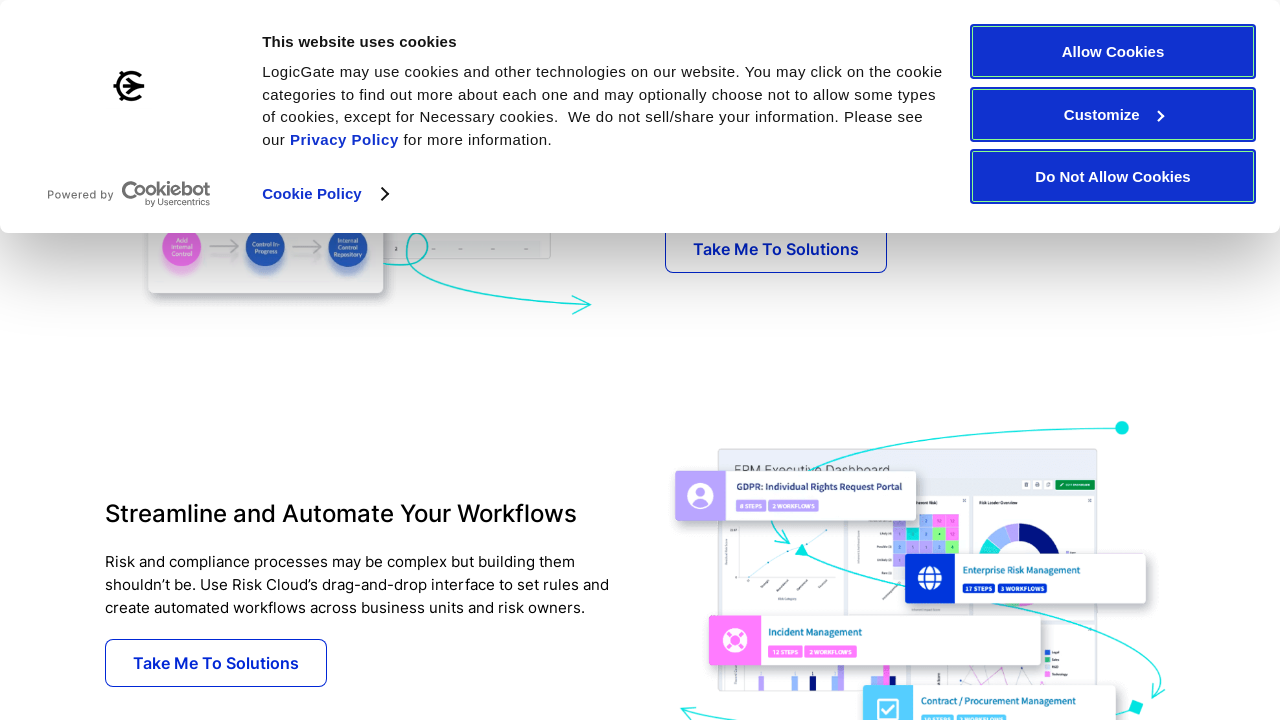 This website uses cookies
LogicGate may use cookies and other technologies on our website. You may click on the cookie
categories to find out more about each one and may optionally choose not to allow some types
of cookies, except for Necessary cookies.  We do not sell/share your information. Please see
our Privacy Policy for more information.
Powered by Cookiebot
by Usercentrics
Cookie Policy
Allow Cookies
Customize
Do Not Allow Cookies
Add
Internal
Control
Control In-
Progress
Internal
Control
Repository
2
Take Me To Solutions
Streamline and Automate Your Workflows
Risk and compliance processes may be complex but building them
shouldn’t be. Use Risk Cloud’s drag-and-drop interface to set rules and
create automated workflows across business units and risk owners.
Take Me To Solutions
ERM Executive Dashboard
GDPR: Individual Rights Request Portal
8 STEPS
2 WORKFLOWS
Risk Leader Overview
Enterprise Risk Management
17 STEPS
3 WORKFLOWS
Incident Management
12 STEPS
2 WORKFLOWS
Legal
Sales
Technology
Contract / Procurement Management
2 WORKFLOWS